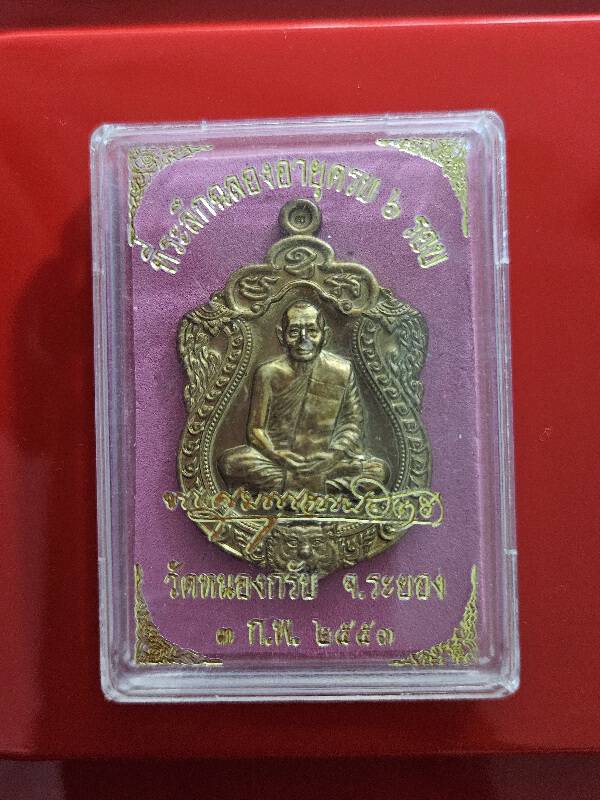 ที่ระลึกฉลองอายุครบ ๖ รอบ
วัดหนองกรับ จ.ระยอง
๓ ก.พ. ๒๕๕๓